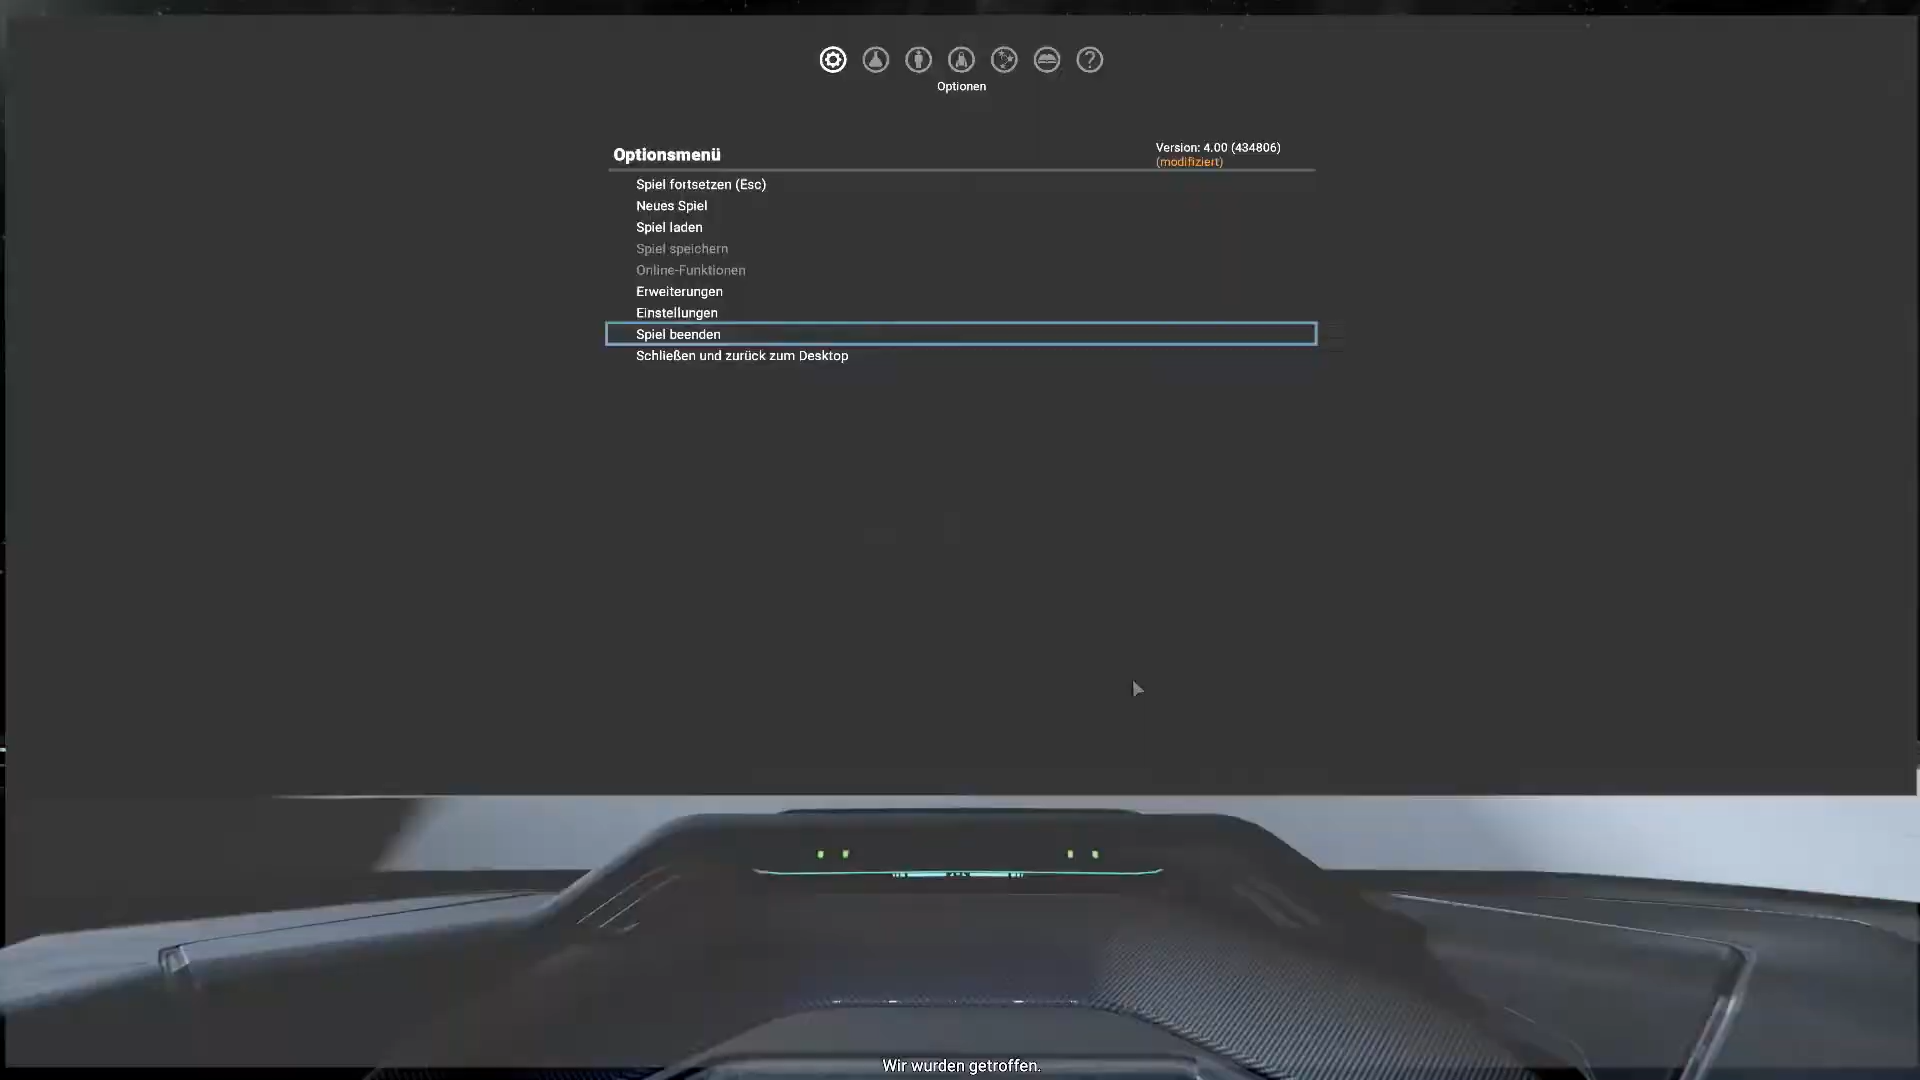 Optionen
Optionsmenü
Version: 4.00 (434806)
(modifiziert)
Spiel fortsetzen (Esc)
Neues Spiel
Spiel laden
Spiel speichern
Online-Funktionen
Erweiterungen
Einstellungen
Spiel beenden
Schließen und zurück zum Desktop
Wir wurden getroffen.